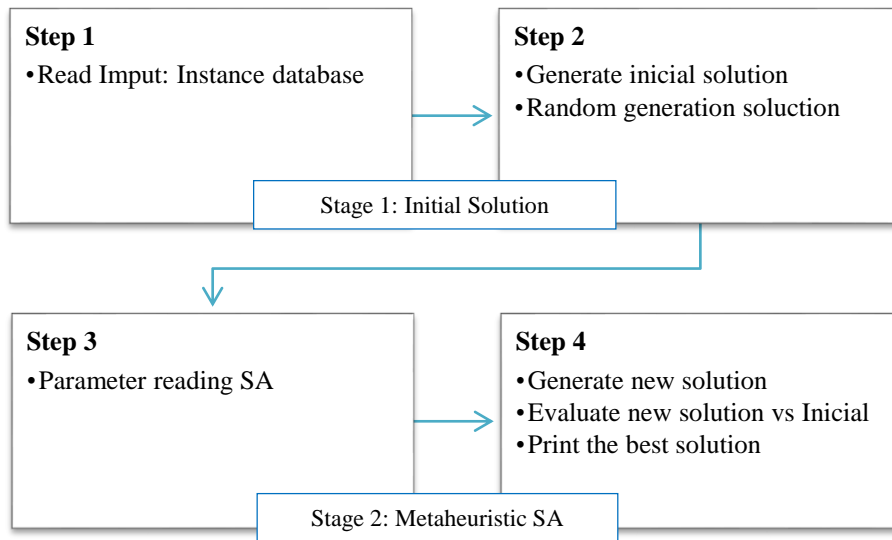 Step 1
•Read Imput: Instance database
Step 2
•Generate inicial solution
•Random generation soluction
Stage 1: Initial Solution
Step 3
•Parameter reading SA
Step 4
•Generate new solution
•Evaluate new solution vs Inicial
•Print the best solution
Stage 2: Metaheuristic SA